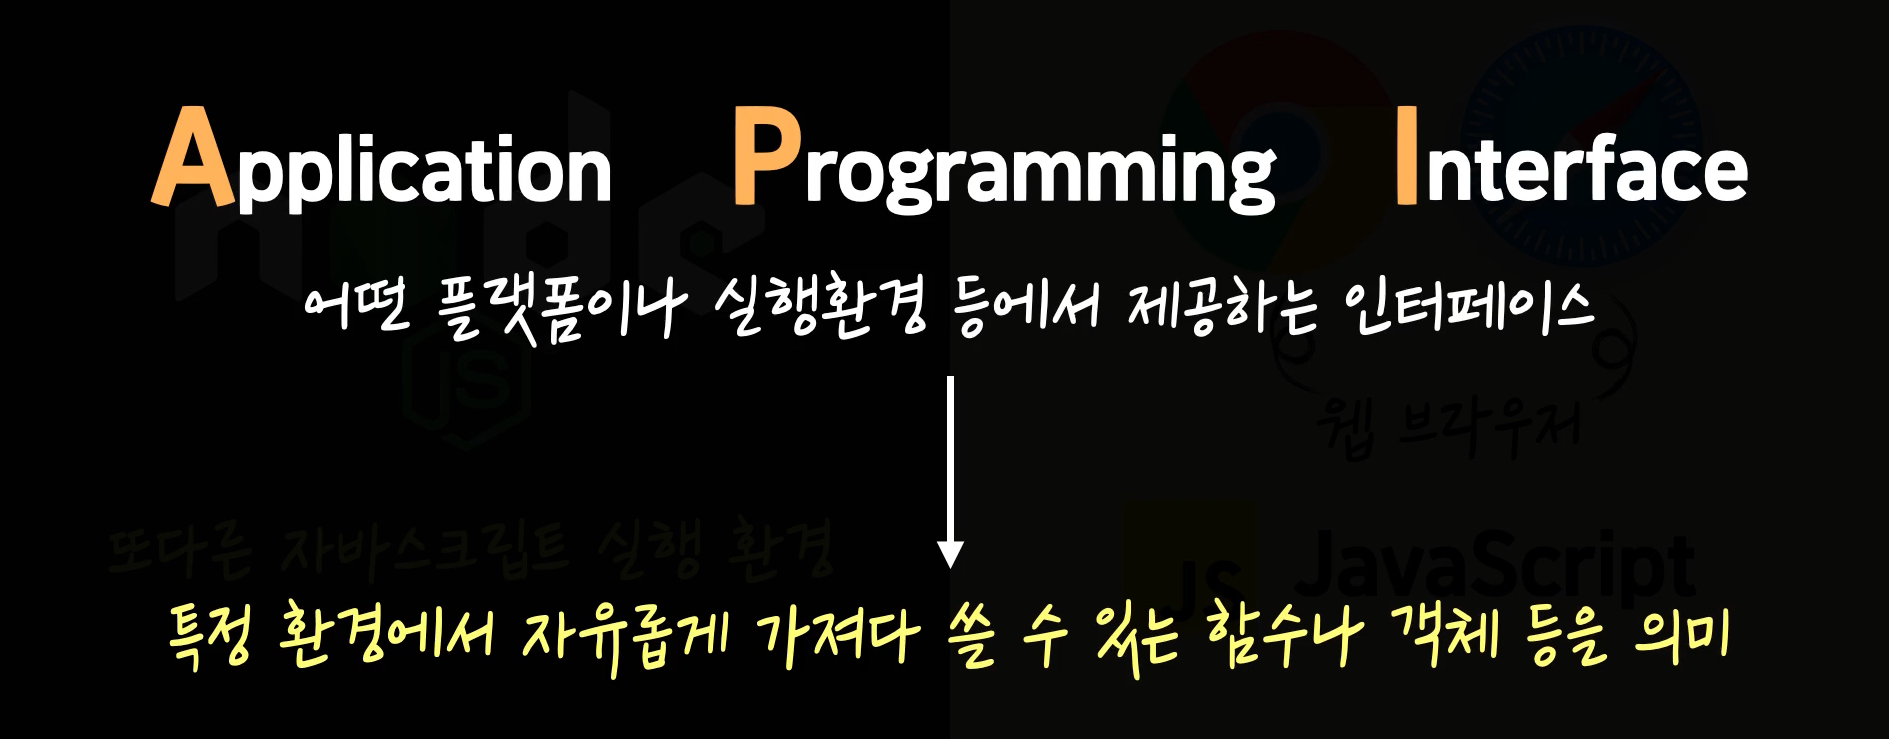 Application Programming Interface
어떤 플랫폼이나 실행환경 등에서 제공하는 인터페이스
웹 브라우저
또다른 자바스크립트 실행 환경
JS JavaScript
특정 환경에서 자유롭게 가져다 쓸 수 있는 함수나 객체 등을 의미
node
JS